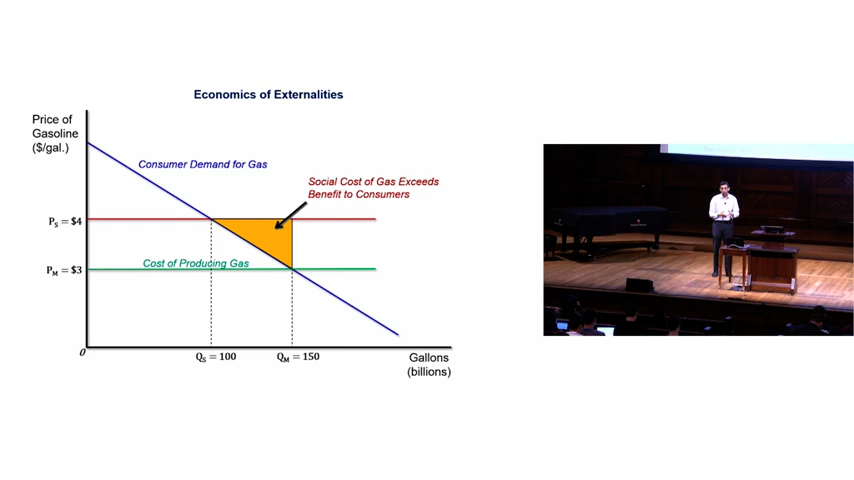 Economics of Externalities
Price of
Gasoline
($/gal.)
Consumer Demand for Gas
Social Cost of Gas Exceeds
Benefit to Consumers
P_S = $4
Cost of Producing Gas
P_M = $3
0
Q_S = 100
Q_M = 150
Gallons
(billions)